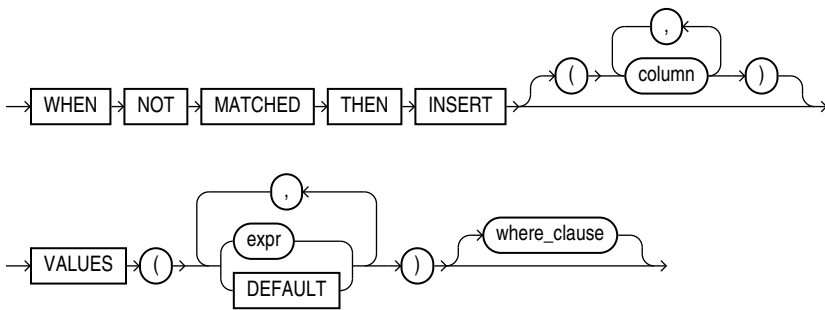 ,
( column )
WHEN NOT MATCHED THEN INSERT
,
expr where_clause
VALUES ( )
DEFAULT